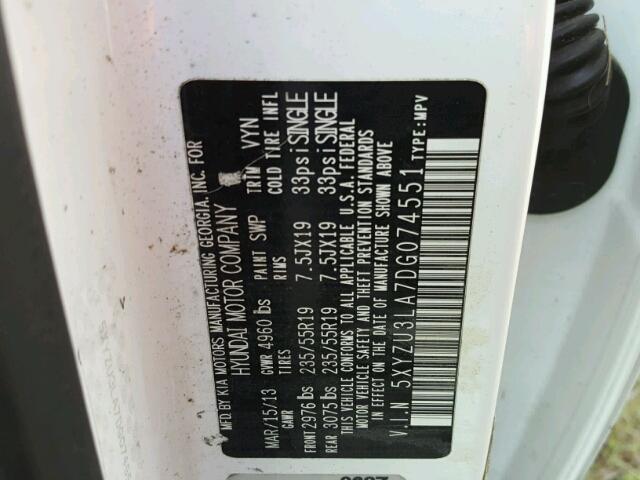 MFD.BY KIA MOTORS MANUFACTURING GEORGIA, INC. FOR
HYUNDAI MOTOR COMPANY
MAR/15/13 GVWR 4960 lbs PAINT SWP TRIM VYN
GAWR TIRES RIMS COLD TIRE INFL
FRONT 2976 lbs 235/55R19 7.5JX19 33psi SINGLE
REAR 3075 lbs 235/55R19 7.5JX19 33psi SINGLE
THIS VEHICLE CONFORMS TO ALL APPLICABLE U.S.A. FEDERAL
MOTOR VEHICLE SAFETY AND THEFT PREVENTION STANDARDS
IN EFFECT ON THE DATE OF MANUFACTURE SHOWN ABOVE
V.I.N 5XYZU3LA7DG074551 TYPE:MPV